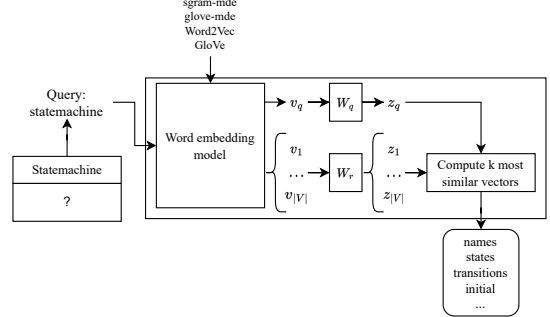 sgram-mde
glove-mde
Word2Vec
GloVe
Query:
statemachine
Statemachine
?
Word embedding
model
v_q
W_q
z_q
v_1
...
v_{|V|}
W_r
z_1
...
z_{|V|}
Compute k most
similar vectors
names
states
transitions
initial
...